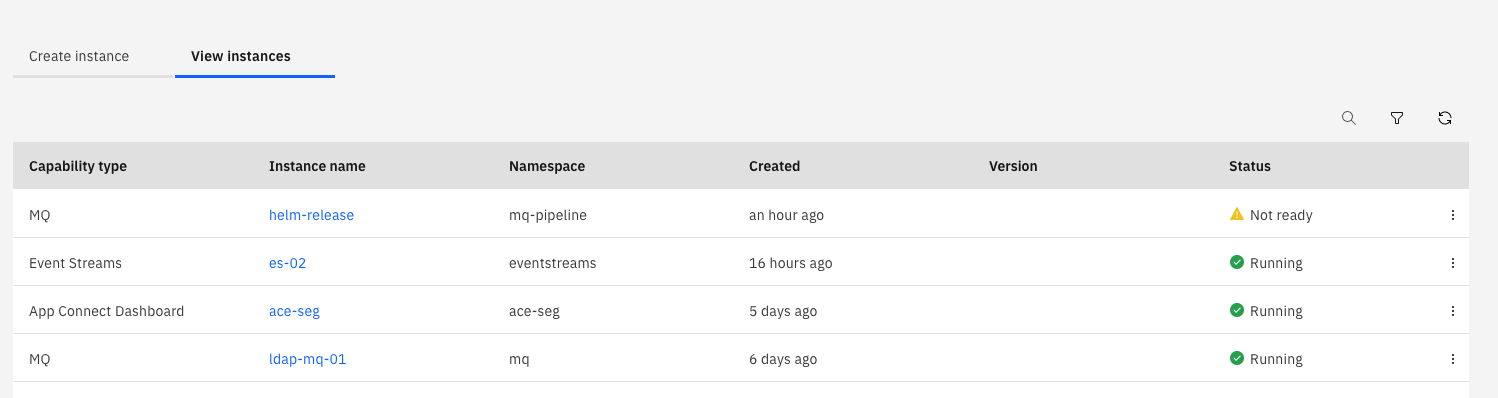 Create instance View instances
Capability type Instance name Namespace Created Version Status
MQ helm-release mq-pipeline an hour ago Not ready
Event Streams es-02 eventstreams 16 hours ago Running
App Connect Dashboard ace-seg ace-seg 5 days ago Running
MQ ldap-mq-01 mq 6 days ago Running